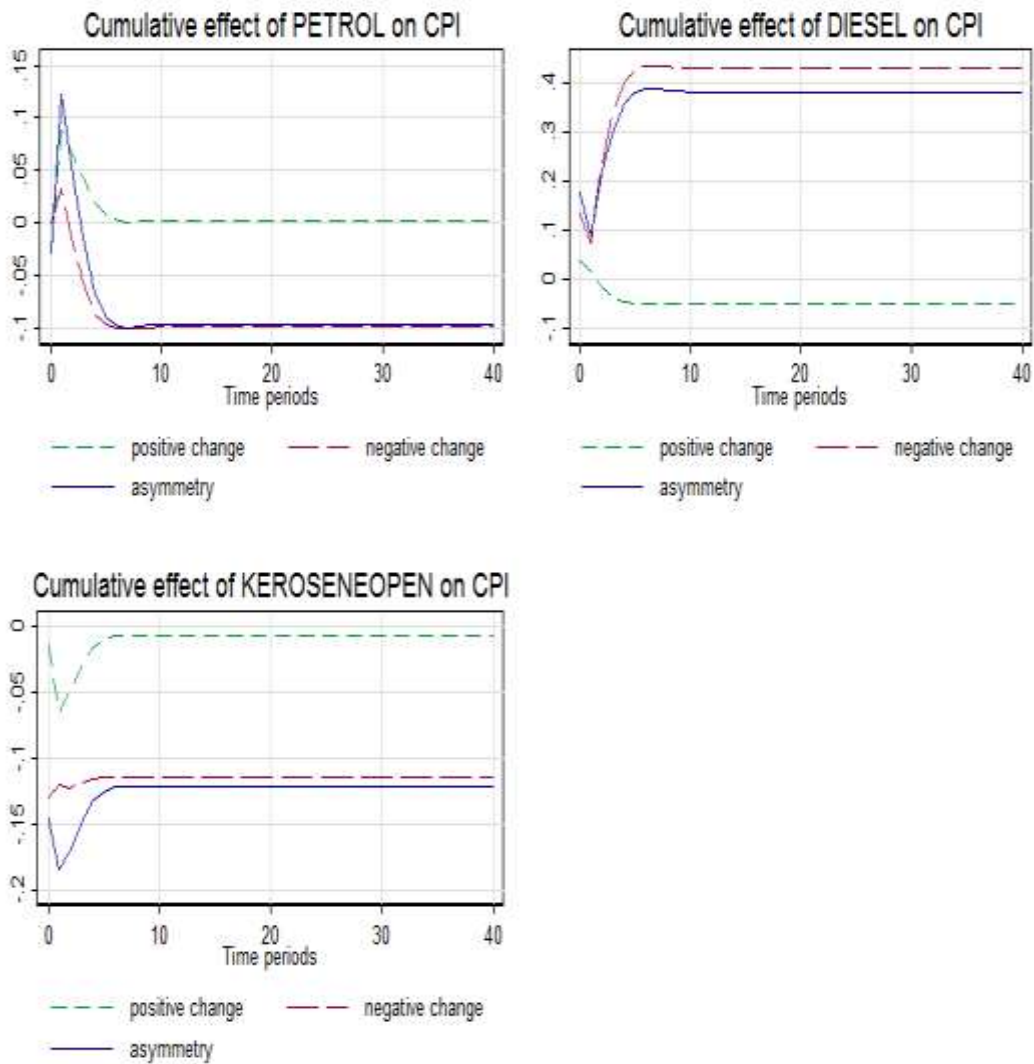 Cumulative effect of PETROL on CPI
.15
.1
.05
0
-.05
-.1
0 10 20 30 40
Time periods
positive change negative change
asymmetry
Cumulative effect of DIESEL on CPI
.4
.3
.2
.1
0
-.1
0 10 20 30 40
Time periods
positive change negative change
asymmetry
Cumulative effect of KEROSENEOPEN on CPI
0
-.05
-.1
-.15
-.2
0 10 20 30 40
Time periods
positive change negative change
asymmetry